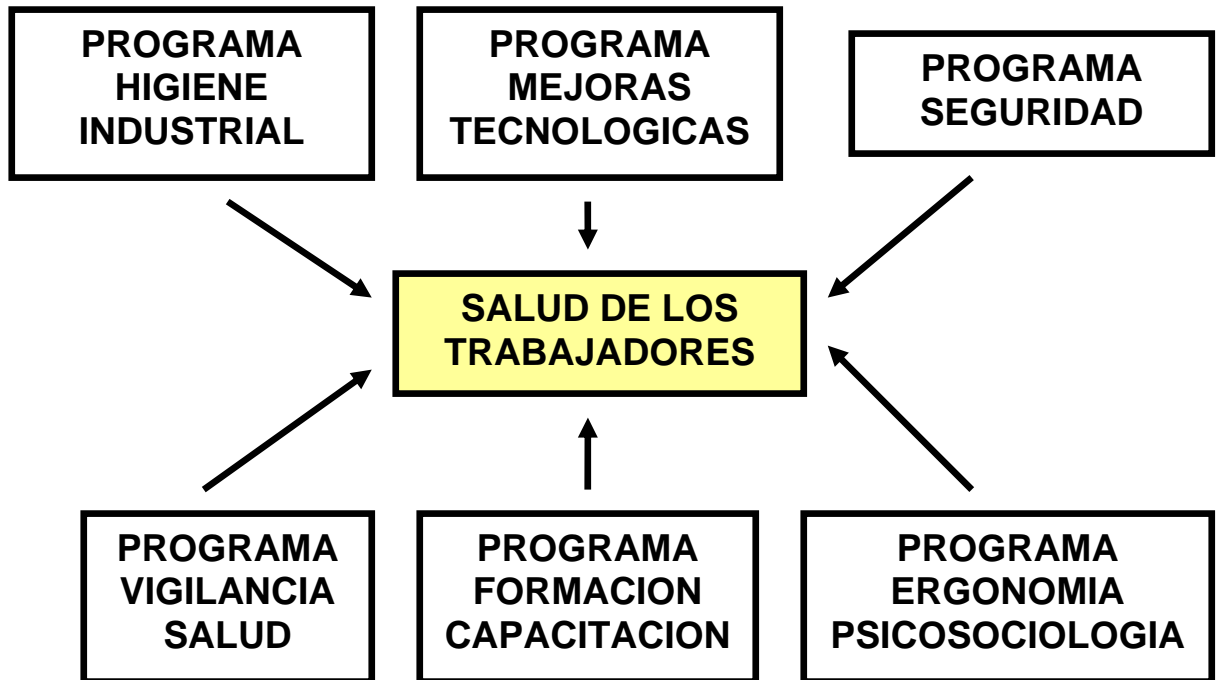 PROGRAMA
HIGIENE
INDUSTRIAL
PROGRAMA
MEJORAS
TECNOLOGICAS
PROGRAMA
SEGURIDAD
SALUD DE LOS
TRABAJADORES
PROGRAMA
VIGILANCIA
SALUD
PROGRAMA
FORMACION
CAPACITACION
PROGRAMA
ERGONOMIA
PSICOSOCIOLOGIA